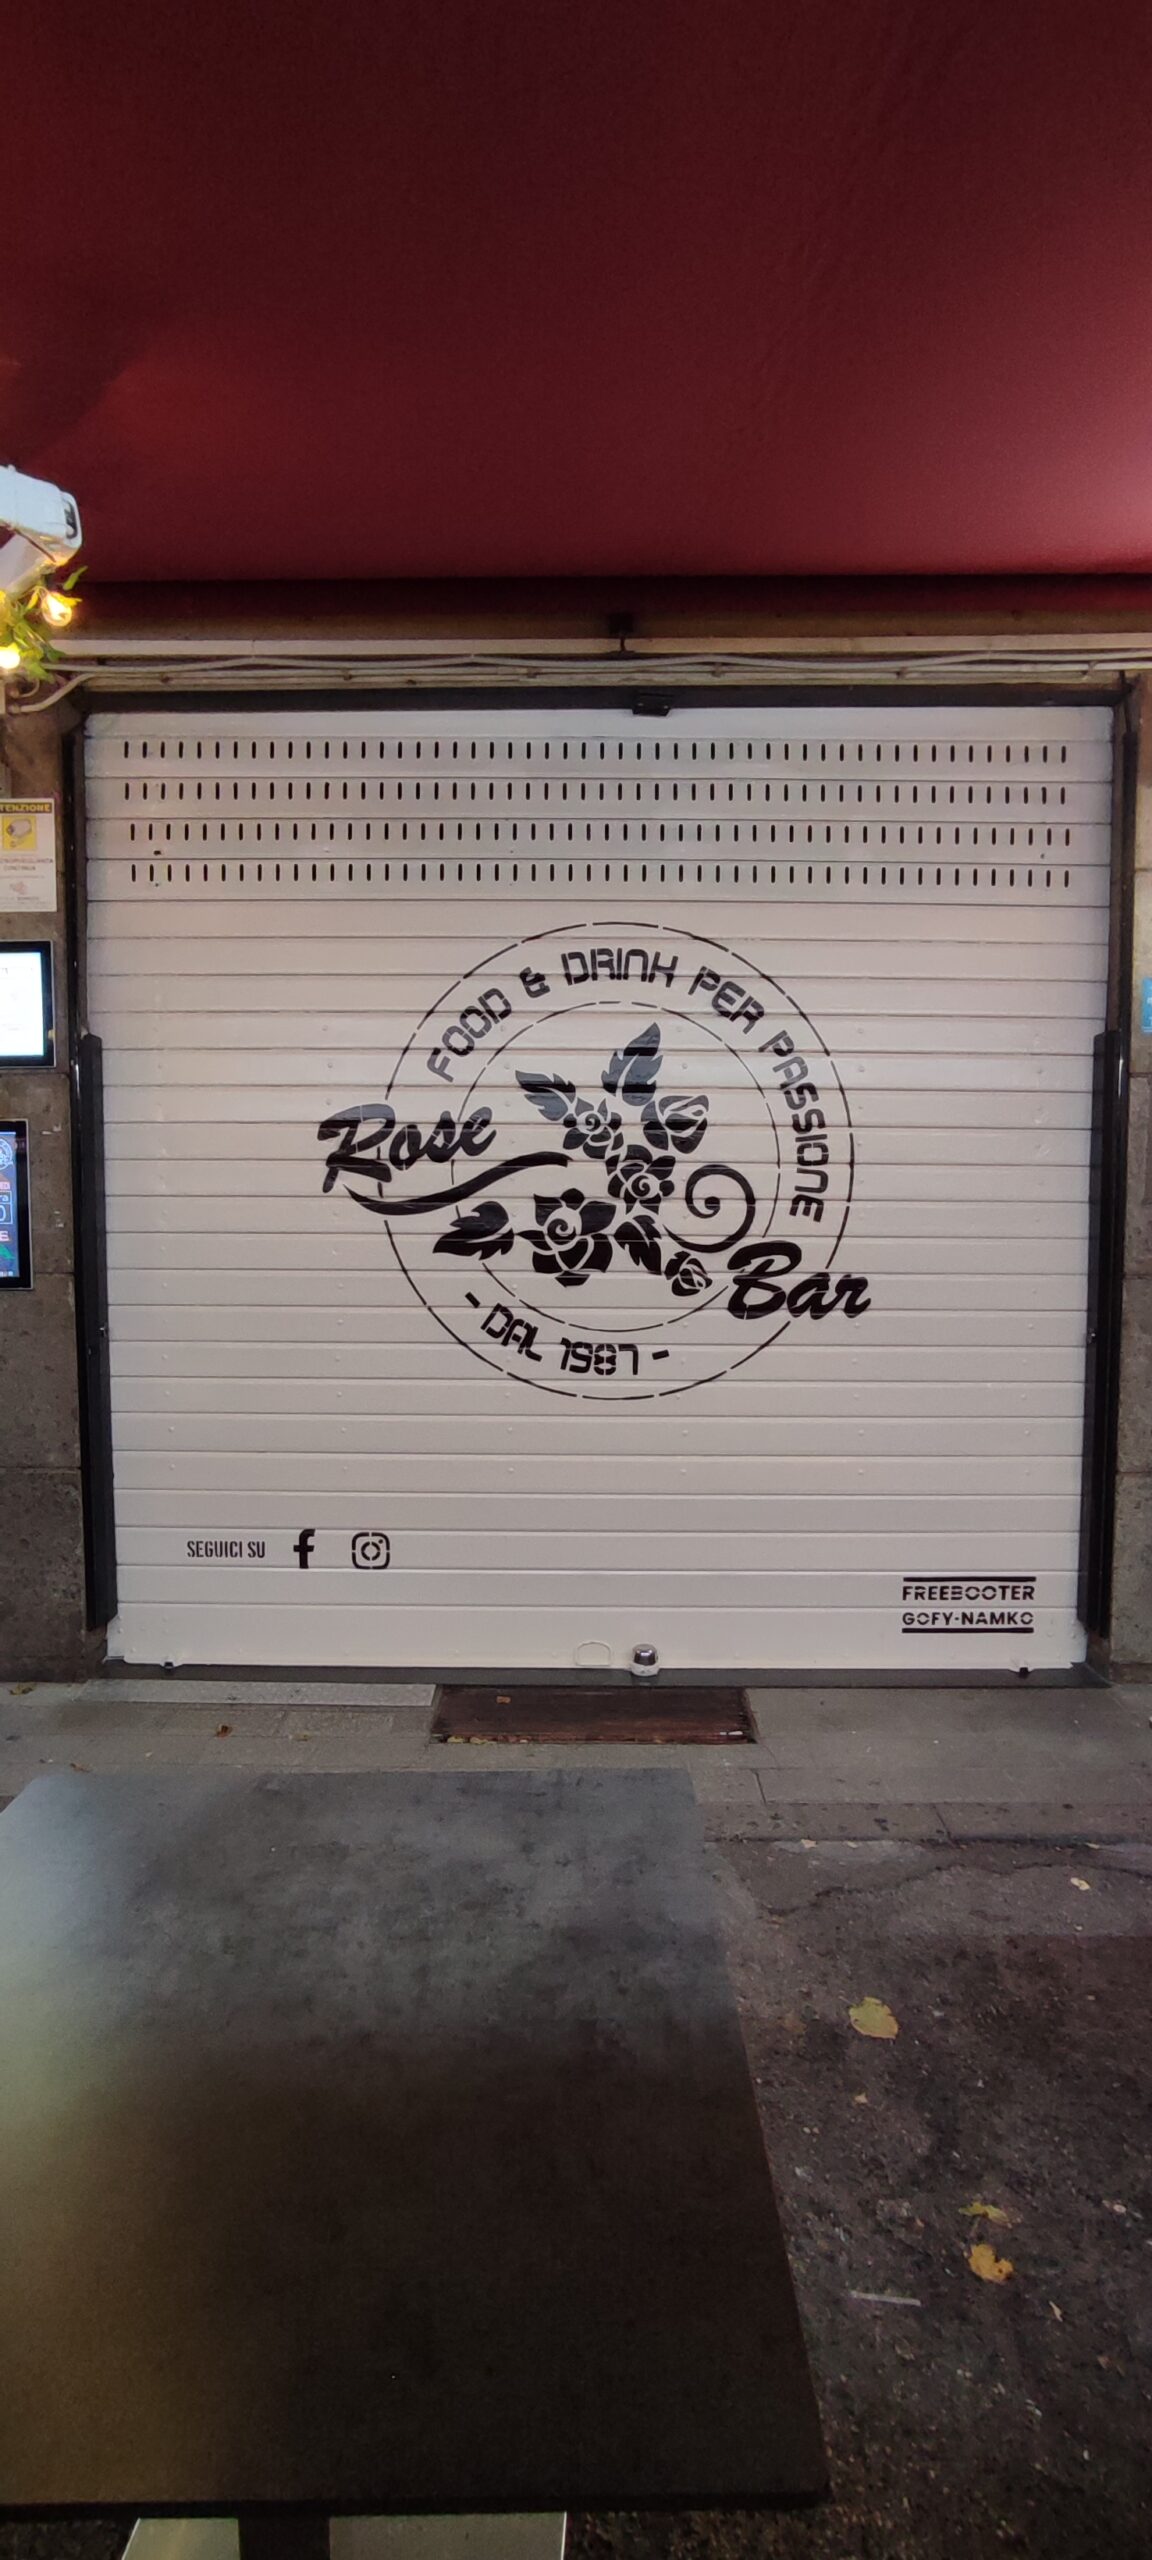 FOOD & DRINK PER PASSIONE
Rose
Bar
- DAL 1987 -
SEGUICI SU
FREEBOOTER
GOFY-NAMKO